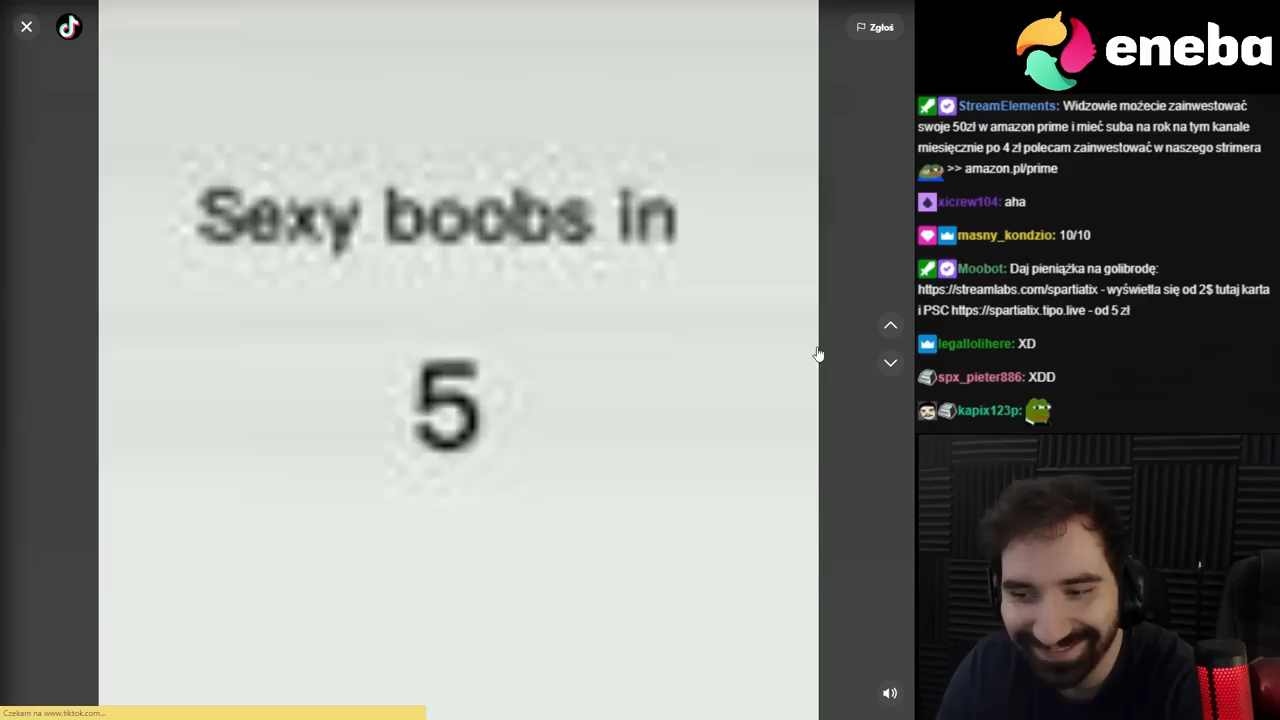 Zgłoś
Sexy boobs in
5
eneba
StreamElements: Widzowie możecie zainwestować
swoje 50zł w amazon prime i mieć suba na rok na tym kanale
miesięcznie po 4 zł polecam zainwestować w naszego strimera
>> amazon.pl/prime
xicrew104: aha
masny_kondzio: 10/10
Moobot: Daj pieniążka na golibrodę:
https://streamlabs.com/spartiatix - wyświetla się od 2$ tutaj karta
i PSC https://spartiatix.tipo.live - od 5 zł
legallolihere: XD
spx_pieter886: XDD
kapix123p:
Czekam na www.tiktok.com...